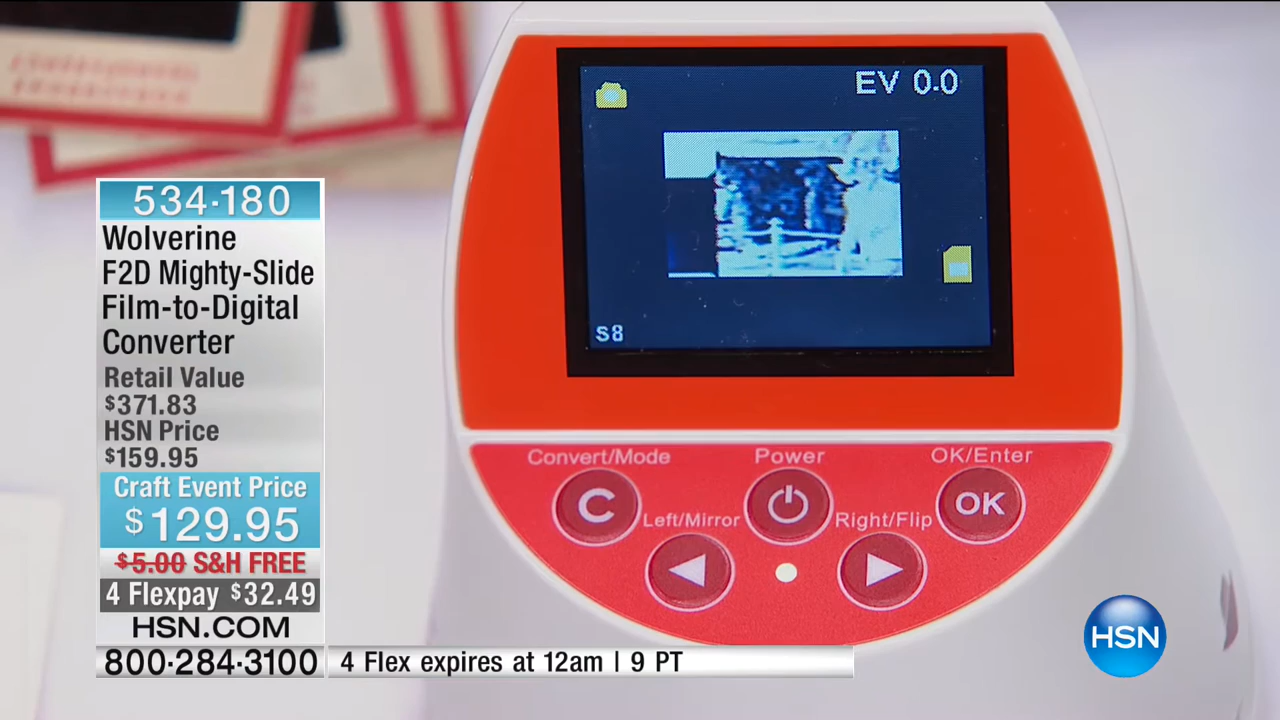 534·180
Wolverine
F2D Mighty-Slide
Film-to-Digital
Converter
Retail Value
$371.83
HSN Price
$159.95
Craft Event Price
$129.95
$5.00 S&H FREE
4 Flexpay $32.49
HSN.COM
800·284·3100
4 Flex expires at 12am | 9 PT
EV 0.0
S8
Convert/Mode
Power
OK/Enter
C
OK
Left/Mirror
Right/Flip
HSN